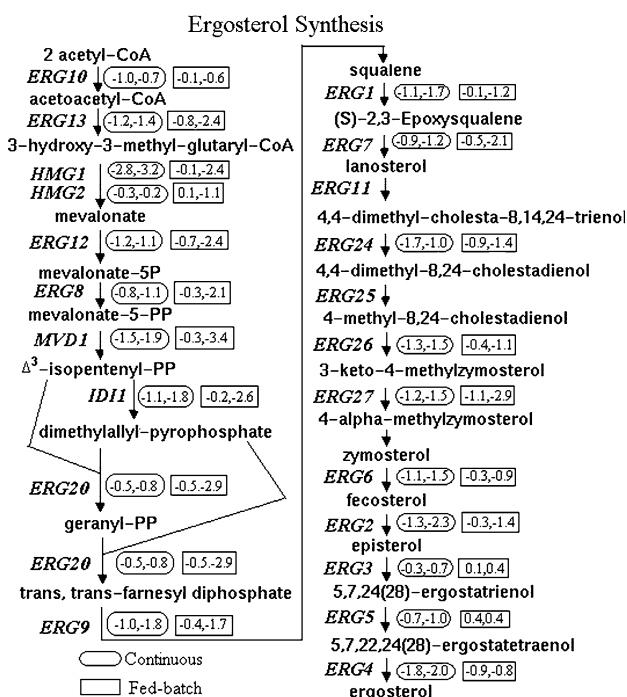 Ergosterol Synthesis
2 acetyl-CoA
ERG10 -1.0,-0.7 -0.1,-0.6
acetoacetyl-CoA
ERG13 -1.2,-1.4 -0.8,-2.4
3-hydroxy-3-methyl-glutaryl-CoA
HMG1 -2.8,-3.2 -0.1,-2.4
HMG2 -0.3,-0.2 0.1,-1.1
mevalonate
ERG12 -1.2,-1.1 -0.7,-2.4
mevalonate-5P
ERG8 -0.8,-1.1 -0.3,-2.1
mevalonate-5-PP
MVD1 -1.5,-1.9 -0.3,-3.4
Δ³-isopentenyl-PP
IDI1 -1.1,-1.8 -0.2,-2.6
dimethylallyl-pyrophosphate
ERG20 -0.5,-0.8 -0.5.-2.9
geranyl-PP
ERG20 -0.5,-0.8 -0.5.-2.9
trans, trans-farnesyl diphosphate
ERG9 -1.0,-1.8 -0.4,-1.7
Continuous
Fed-batch
squalene
ERG1 -1.1,-1.7 -0.1,-1.2
(S)-2,3-Epoxysqualene
ERG7 -0.9,-1.2 -0.5,-2.1
lanosterol
ERG11
4,4-dimethyl-cholesta-8,14,24-trienol
ERG24 -1.7,-1.0 -0.9,-1.4
4,4-dimethyl-8,24-cholestadienol
ERG25
4-methyl-8,24-cholestadienol
ERG26 -1.3,-1.5 -0.4,-1.1
3-keto-4-methylzymosterol
ERG27 -1.2,-1.5 -1.1,-2.9
4-alpha-methylzymosterol
zymosterol
ERG6 -1.1,-1.5 -0.3,-0.9
fecosterol
ERG2 -1.3,-2.3 -0.3,-1.4
episterol
ERG3 -0.3,-0.7 0.1,0.4
5,7,24(28)-ergostatrienol
ERG5 -0.7,-1.0 0.4,0.4
5,7,22,24(28)-ergostatetraenol
ERG4 -1.8,-2.0 -0.9,-0.8
ergosterol